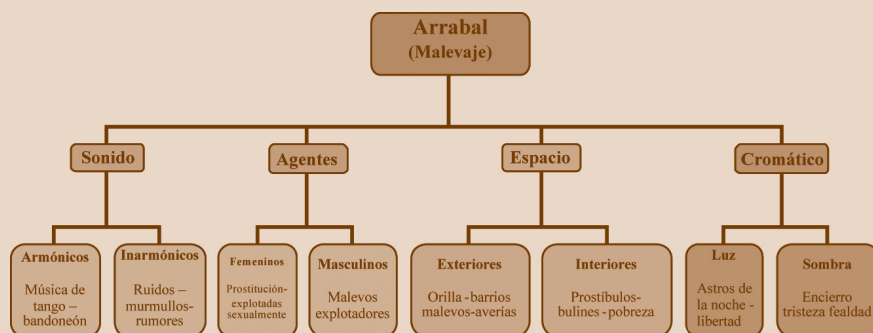 Arrabal
(Malevaje)
Sonido
Agentes
Espacio
Cromático
Armónicos
Música de
tango –
bandoneón
Inarmónicos
Ruidos –
murmullos-
rumores
Femeninos
Prostitución-
explotadas
sexualmente
Masculinos
Malevos
explotadores
Exteriores
Orilla - barrios
malevos-averías
Interiores
Prostíbulos-
bulines - pobreza
Luz
Astros de
la noche -
libertad
Sombra
Encierro
tristeza fealdad